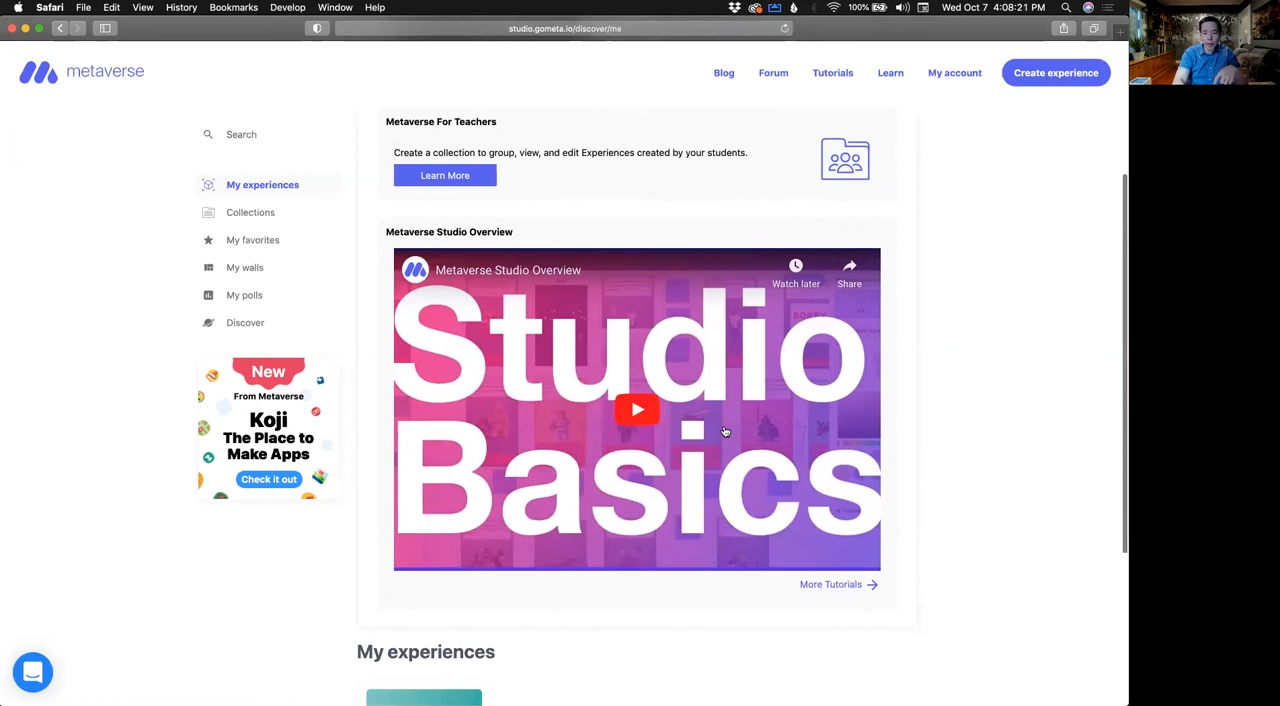 Safari File Edit View History Bookmarks Develop Window Help
100% Wed Oct 7 4:08:21 PM
studio.gometa.io/discover/me
metaverse
Blog Forum Tutorials Learn My account Create experience
Search
My experiences
Collections
My favorites
My walls
My polls
Discover
New
From Metaverse
Koji
The Place to
Make Apps
Check it out
Metaverse For Teachers
Create a collection to group, view, and edit Experiences created by your students.
Learn More
Metaverse Studio Overview
Metaverse Studio Overview
Watch later Share
Studio
Basics
More Tutorials
My experiences